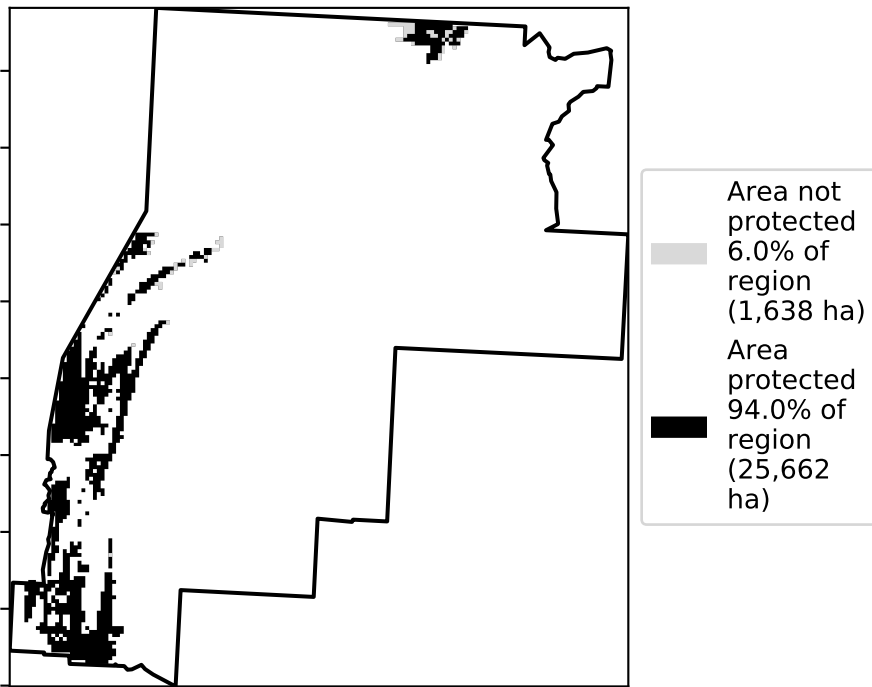 Area not
protected
6.0% of
region
(1,638 ha)
Area
protected
94.0% of
region
(25,662
ha)